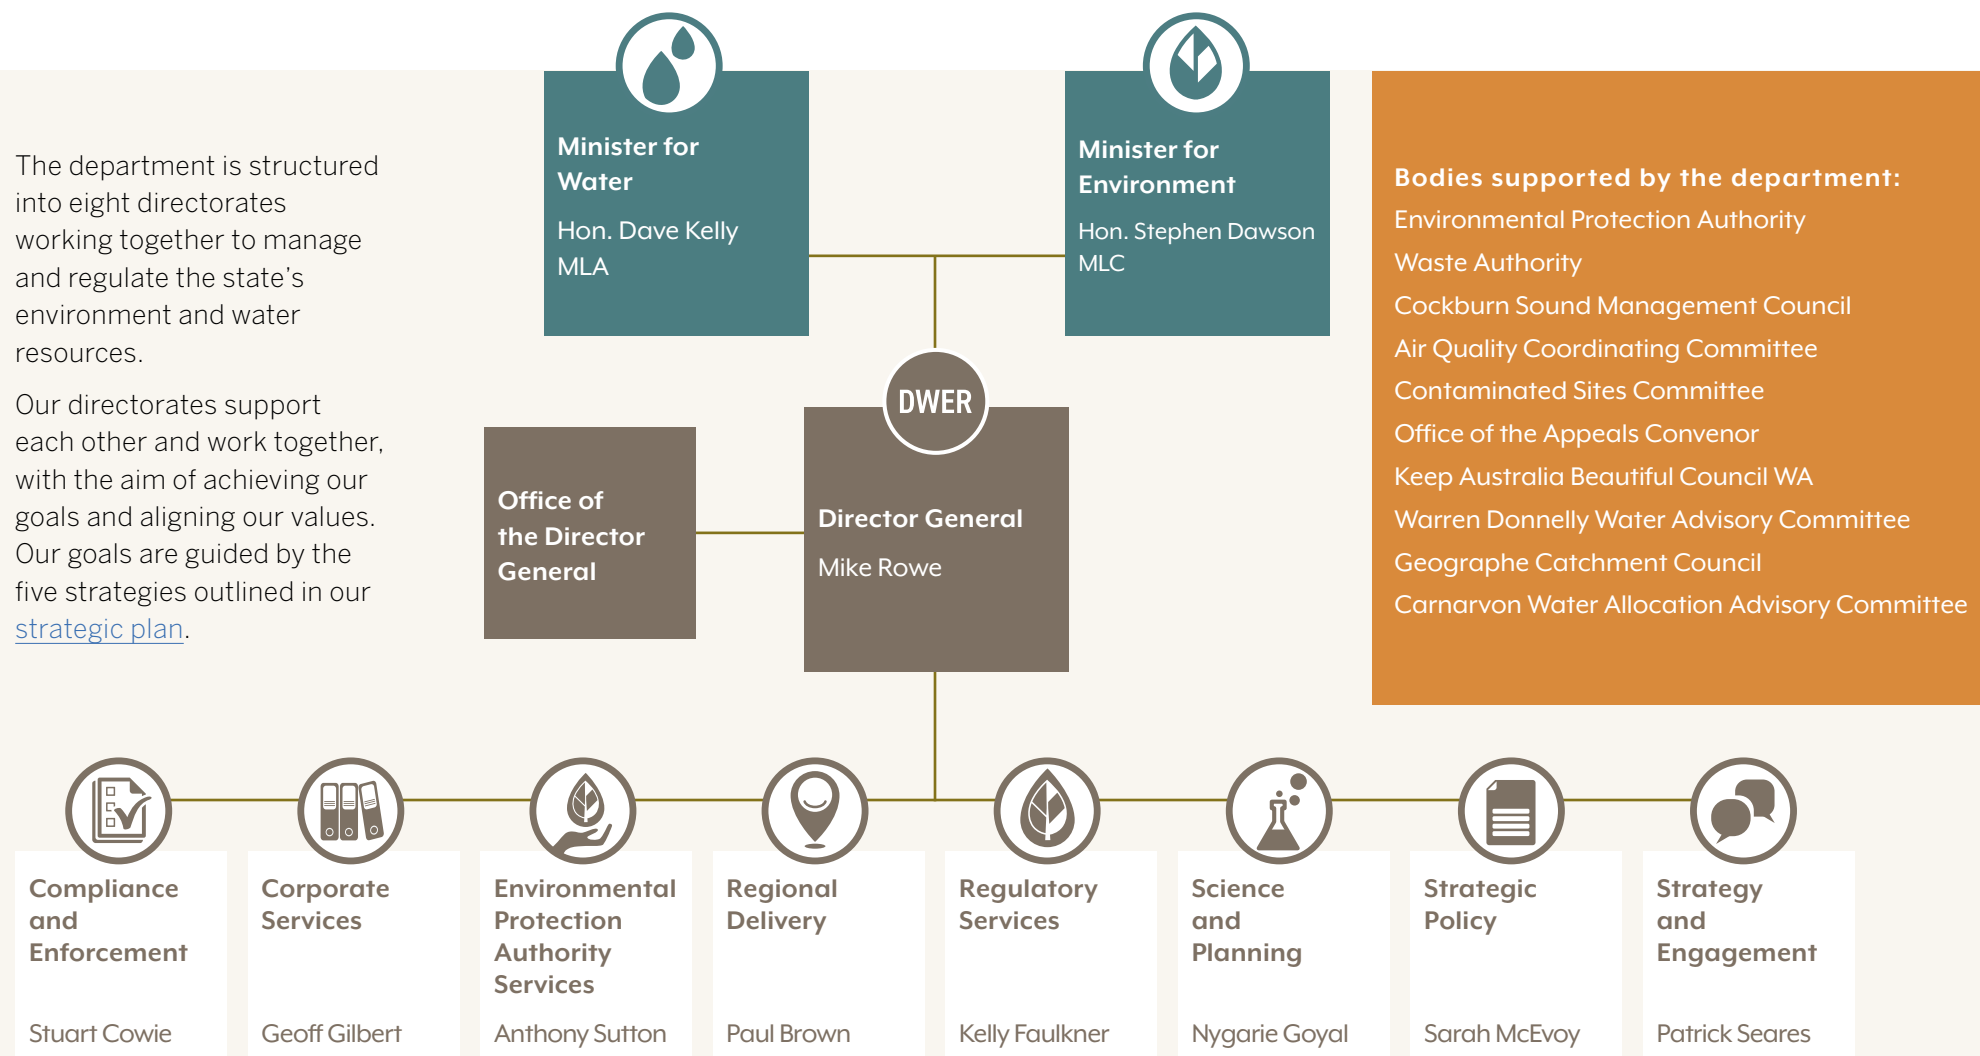 The department is structured
into eight directorates
working together to manage
and regulate the state’s
environment and water
resources.
Our directorates support
each other and work together,
with the aim of achieving our
goals and aligning our values.
Our goals are guided by the
five strategies outlined in our
strategic plan.
Minister for
Water
Hon. Dave Kelly
MLA
Minister for
Environment
Hon. Stephen Dawson
MLC
Bodies supported by the department:
Environmental Protection Authority
Waste Authority
Cockburn Sound Management Council
Air Quality Coordinating Committee
Contaminated Sites Committee
Office of the Appeals Convenor
Keep Australia Beautiful Council WA
Warren Donnelly Water Advisory Committee
Geographe Catchment Council
Carnarvon Water Allocation Advisory Committee
DWER
Office of
the Director
General
Director General
Mike Rowe
Compliance
and
Enforcement
Stuart Cowie
Corporate
Services
Geoff Gilbert
Environmental
Protection
Authority
Services
Anthony Sutton
Regional
Delivery
Paul Brown
Regulatory
Services
Kelly Faulkner
Science
and
Planning
Nygarie Goyal
Strategic
Policy
Sarah McEvoy
Strategy
and
Engagement
Patrick Seares